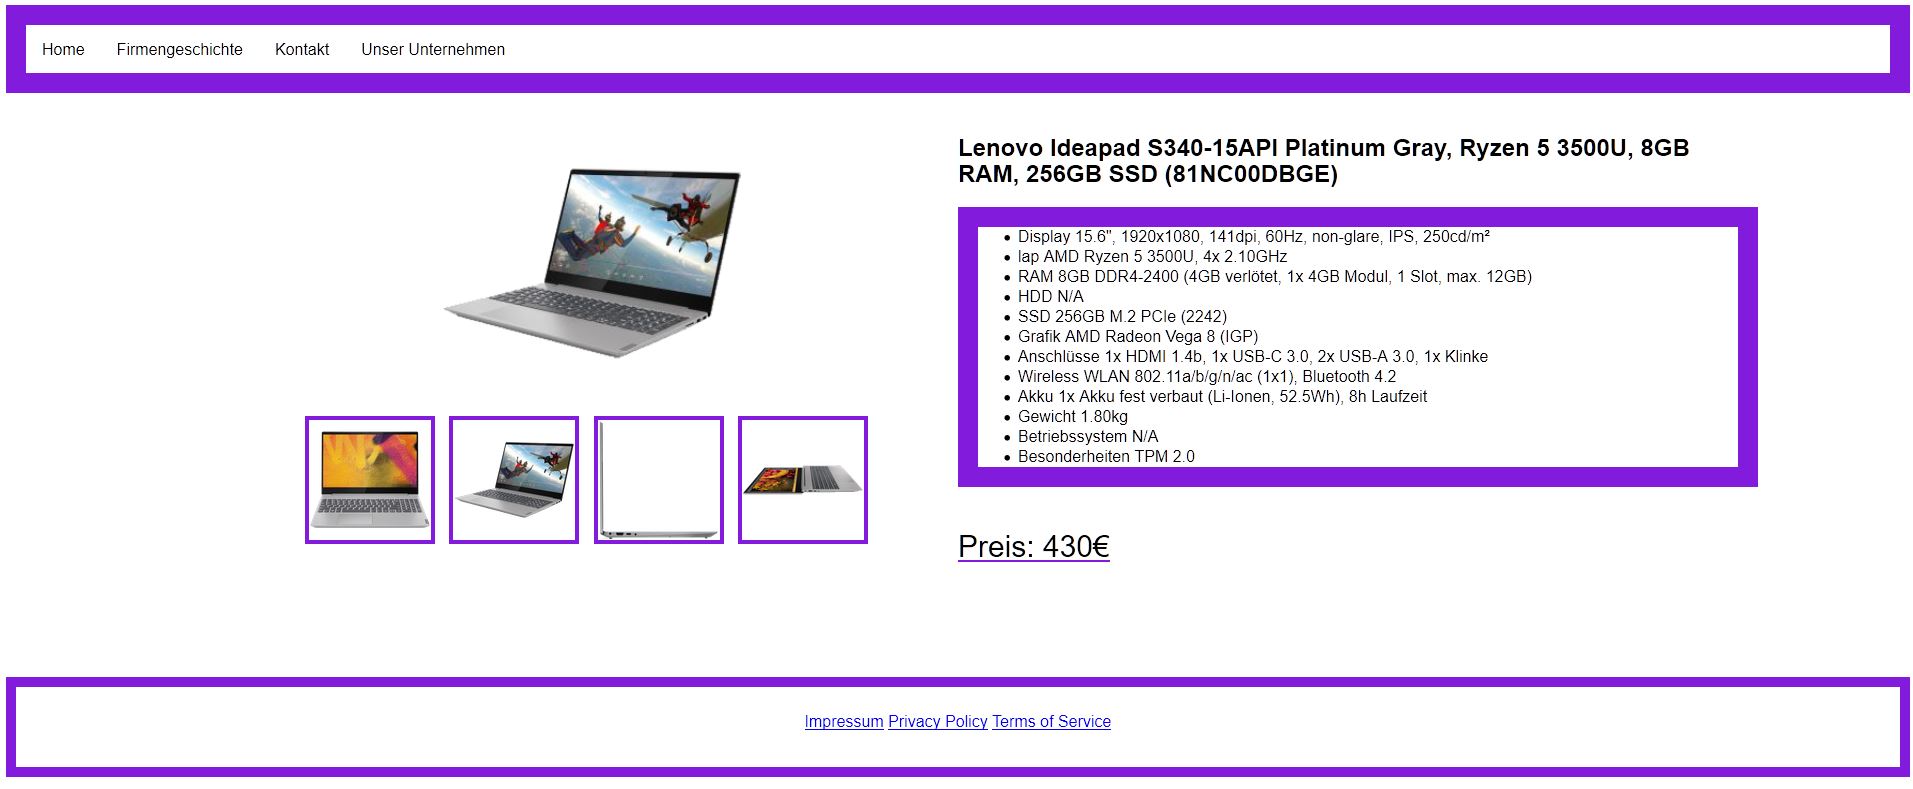 Home Firmengeschichte Kontakt Unser Unternehmen
Lenovo Ideapad S340-15API Platinum Gray, Ryzen 5 3500U, 8GB
RAM, 256GB SSD (81NC00DBGE)
Display 15.6", 1920x1080, 141dpi, 60Hz, non-glare, IPS, 250cd/m²
lap AMD Ryzen 5 3500U, 4x 2.10GHz
RAM 8GB DDR4-2400 (4GB verlötet, 1x 4GB Modul, 1 Slot, max. 12GB)
HDD N/A
SSD 256GB M.2 PCIe (2242)
Grafik AMD Radeon Vega 8 (IGP)
Anschlüsse 1x HDMI 1.4b, 1x USB-C 3.0, 2x USB-A 3.0, 1x Klinke
Wireless WLAN 802.11a/b/g/n/ac (1x1), Bluetooth 4.2
Akku 1x Akku fest verbaut (Li-Ionen, 52.5Wh), 8h Laufzeit
Gewicht 1.80kg
Betriebssystem N/A
Besonderheiten TPM 2.0
Preis: 430€
Impressum Privacy Policy Terms of Service